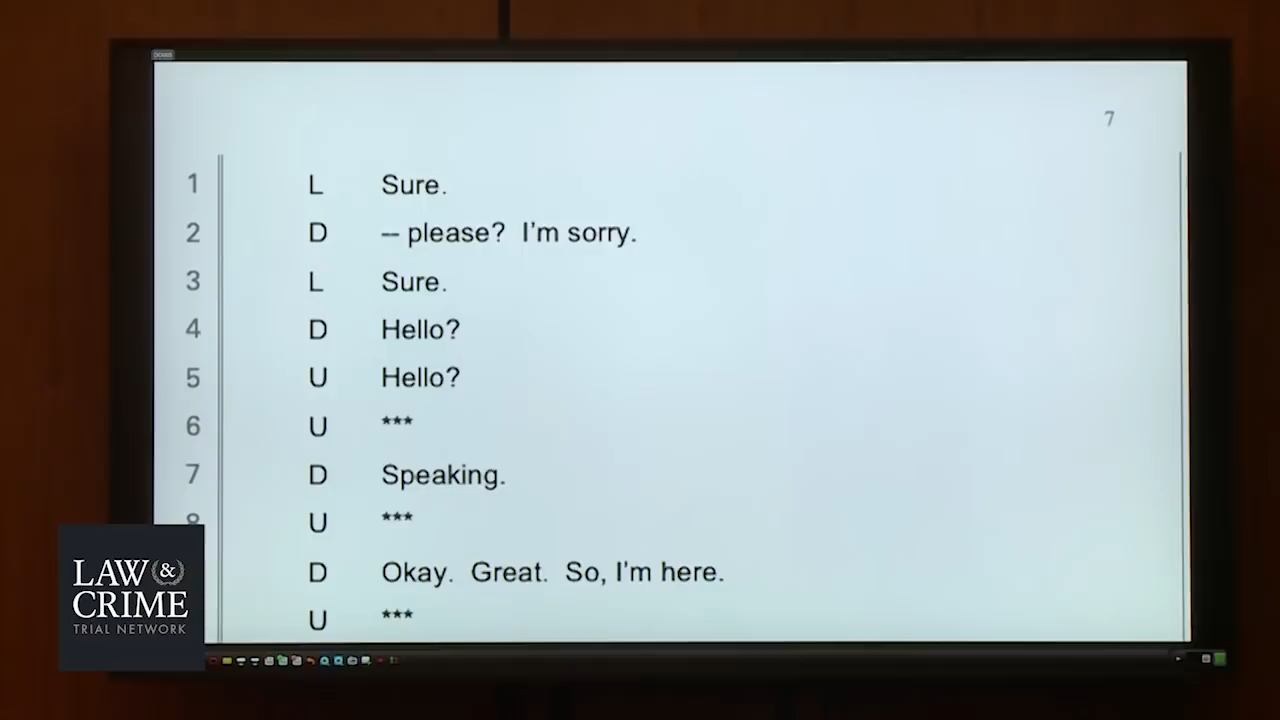 7
1 L Sure.
2 D -- please? I'm sorry.
3 L Sure.
4 D Hello?
5 U Hello?
6 U ***
7 D Speaking.
8 U ***
D Okay. Great. So, I'm here.
U ***
LAW &
CRIME
TRIAL NETWORK